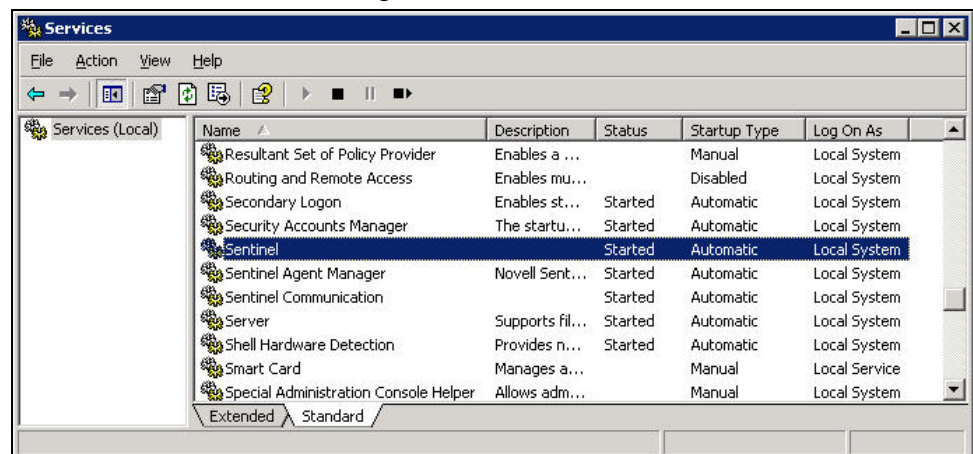 Services
File Action View Help
Services (Local)
Name Description Status Startup Type Log On As
Resultant Set of Policy Provider Enables a ... Manual Local System
Routing and Remote Access Enables mu... Disabled Local System
Secondary Logon Enables st... Started Automatic Local System
Security Accounts Manager The startu... Started Automatic Local System
Sentinel Started Automatic Local System
Sentinel Agent Manager Novell Sent... Started Automatic Local System
Sentinel Communication Started Automatic Local System
Server Supports fil... Started Automatic Local System
Shell Hardware Detection Provides n... Started Automatic Local System
Smart Card Manages a... Manual Local Service
Special Administration Console Helper Allows adm... Manual Local System
Extended Standard